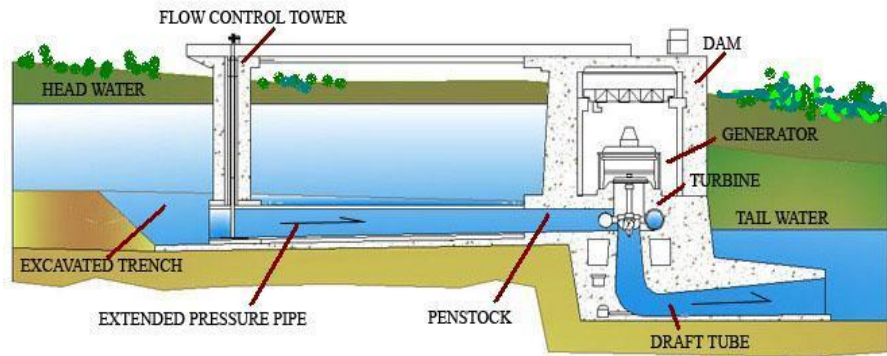 FLOW CONTROL TOWER
DAM
HEAD WATER
GENERATOR
TURBINE
TAIL WATER
EXCAVATED TRENCH
EXTENDED PRESSURE PIPE
PENSTOCK
DRAFT TUBE